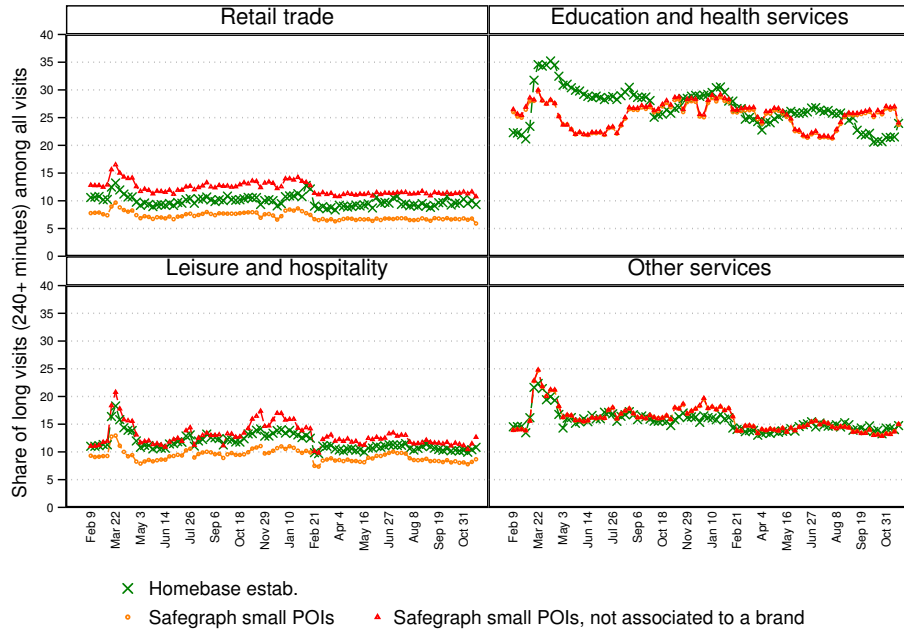 Retail trade
Education and health services
Share of long visits (240+ minutes) among all visits
40
35
30
25
20
15
10
5
0
Leisure and hospitality
Other services
40
35
30
25
20
15
10
5
0
Feb 9 Mar 22 May 3 Jun 14 Jul 26 Sep 6 Oct 18 Nov 29 Jan 10 Feb 21 Apr 4 May 16 Jun 27 Aug 8 Sep 19 Oct 31
Feb 9 Mar 22 May 3 Jun 14 Jul 26 Sep 6 Oct 18 Nov 29 Jan 10 Feb 21 Apr 4 May 16 Jun 27 Aug 8 Sep 19 Oct 31
Homebase estab.
Safegraph small POIs
Safegraph small POIs, not associated to a brand